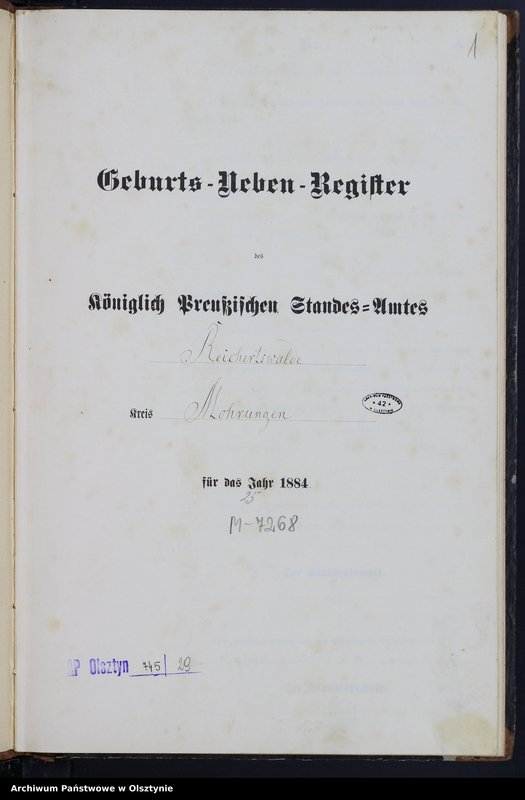 1
Geburts-Neben-Register
des
Königlich Preußischen Standes-Amtes
Reichertswalde
Kreis Mohrungen
42
für das Jahr 1884.
25
M-7268
AP Olsztyn 745/29
Archiwum Państwowe w Olsztynie